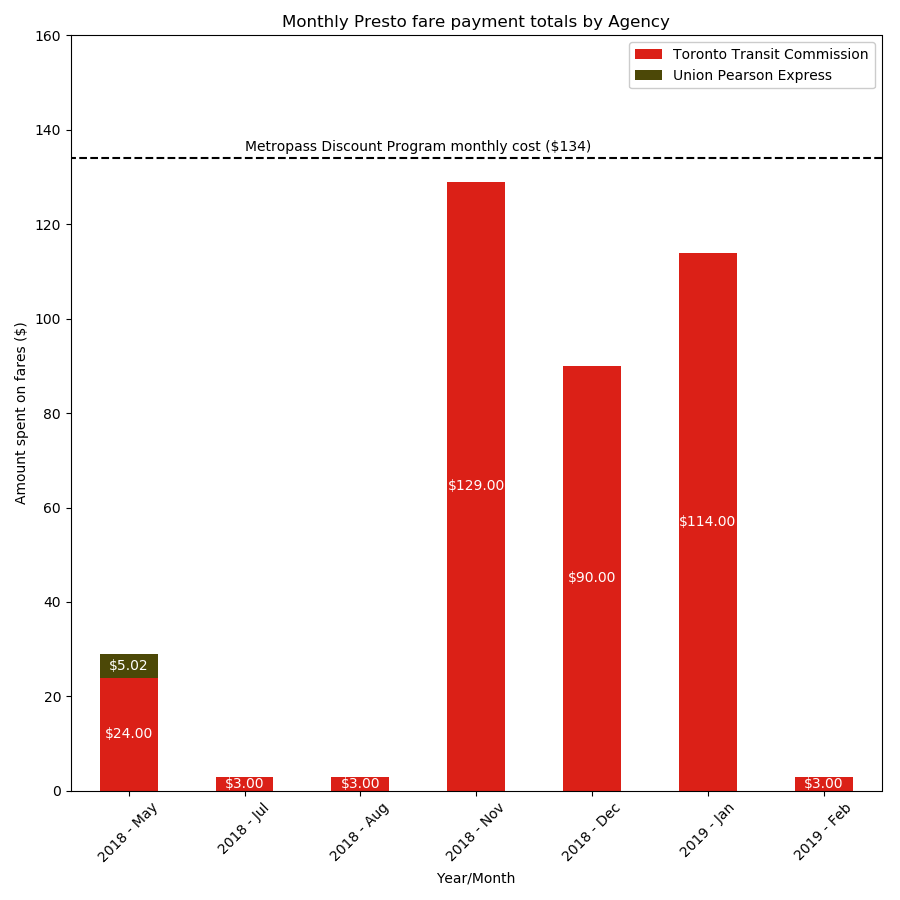 Monthly Presto fare payment totals by Agency
160
Toronto Transit Commission
Union Pearson Express
140
Metropass Discount Program monthly cost ($134)
120
100
80
60
40
20
0
Amount spent on fares ($)
$129.00
$114.00
$90.00
$5.02
$24.00
$3.00
$3.00
$3.00
2018 - May
2018 - Jul
2018 - Aug
2018 - Nov
2018 - Dec
2019 - Jan
2019 - Feb
Year/Month